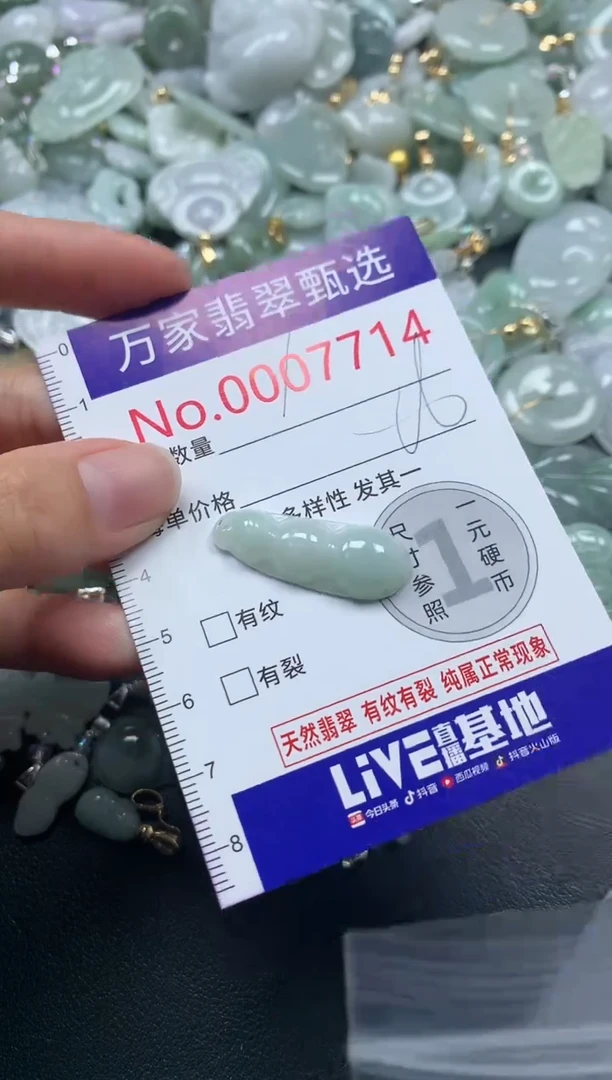 万家翡翠甄选
No.0007714
数量
单价格
多样性 发其一
尺寸参照
1
一元硬币
0
1
4
5
6
7
8
有纹
有裂
天然翡翠 有纹有裂 纯属正常现象
LiVE直播基地
头条 今日头条 抖音 西瓜视频 抖音火山版